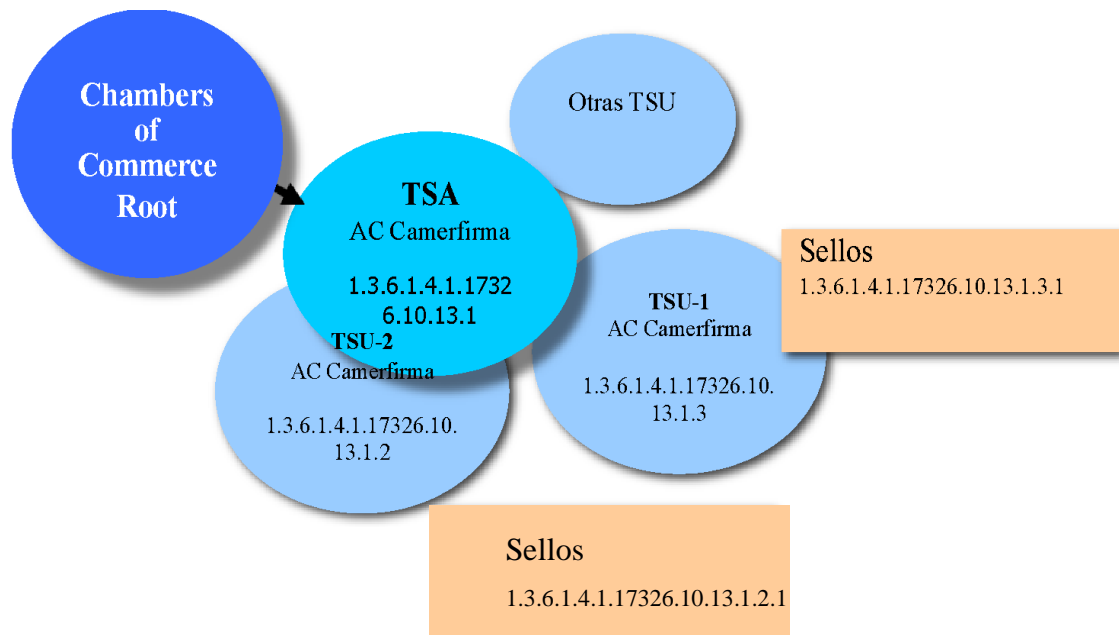 Chambers
of
Commerce
Root
Otras TSU
TSA
AC Camerfirma
1.3.6.1.4.1.1732
6.10.13.1
TSU-1
AC Camerfirma
1.3.6.1.4.1.17326.10.
13.1.3
Sellos
1.3.6.1.4.1.17326.10.13.1.3.1
TSU-2
AC Camerfirma
1.3.6.1.4.1.17326.10.
13.1.2
Sellos
1.3.6.1.4.1.17326.10.13.1.2.1